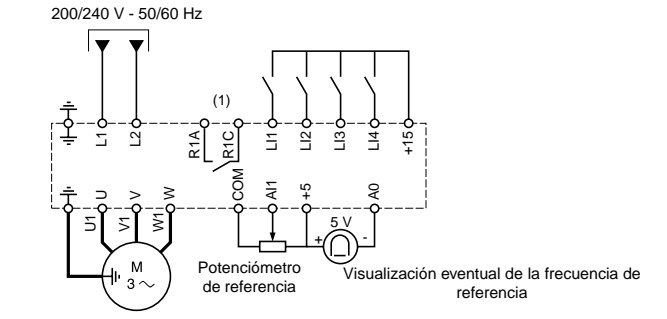 200/240 V - 50/60 Hz
(1)
L1
L2
R1A
R1C
LI1
LI2
LI3
LI4
+15
U
V
W
COM
AI1
+5
A0
U1
V1
W1
5 V
+
-
M
3 ~
Potenciómetro
de referencia
Visualización eventual de la frecuencia de
referencia